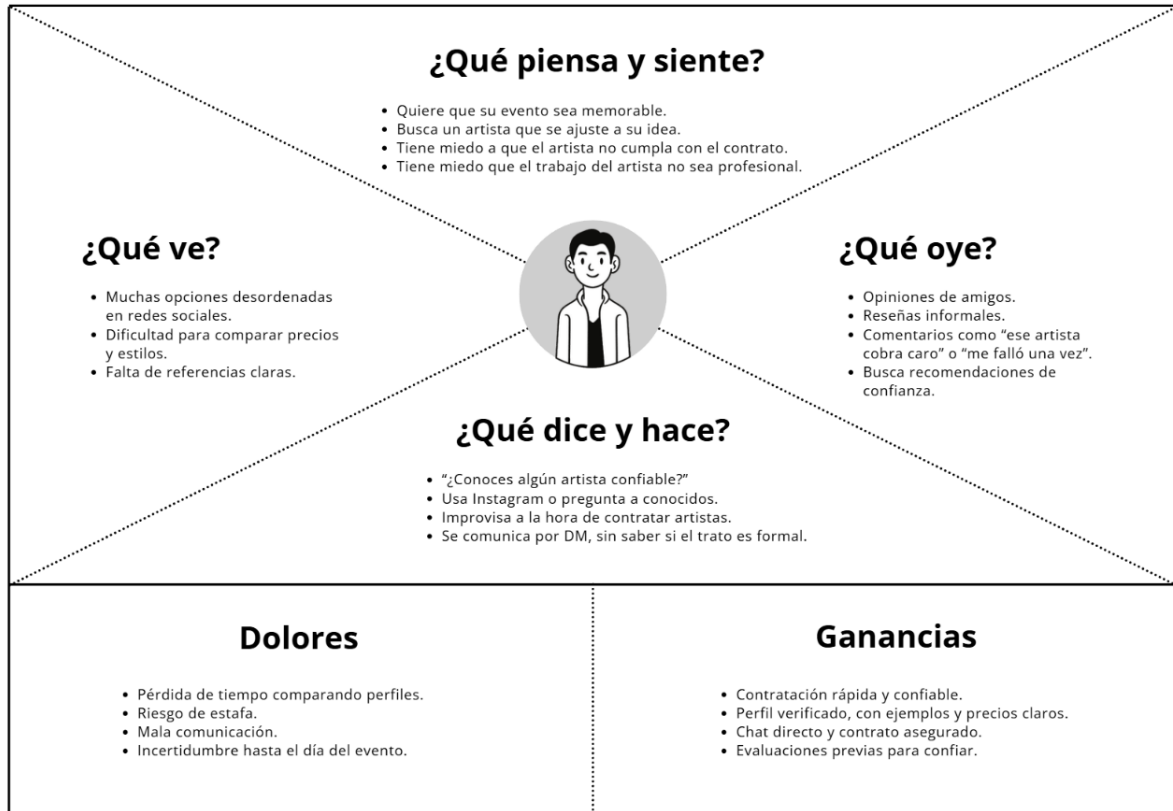 ¿Qué piensa y siente?
• Quiere que su evento sea memorable.
• Busca un artista que se ajuste a su idea.
• Tiene miedo a que el artista no cumpla con el contrato.
• Tiene miedo que el trabajo del artista no sea profesional.
¿Qué ve?
• Muchas opciones desordenadas
en redes sociales.
• Dificultad para comparar precios
y estilos.
• Falta de referencias claras.
¿Qué oye?
• Opiniones de amigos.
• Reseñas informales.
• Comentarios como “ese artista
cobra caro” o “me falló una vez”.
• Busca recomendaciones de
confianza.
¿Qué dice y hace?
• “¿Conoces algún artista confiable?”
• Usa Instagram o pregunta a conocidos.
• Improvisa a la hora de contratar artistas.
• Se comunica por DM, sin saber si el trato es formal.
Dolores
• Pérdida de tiempo comparando perfiles.
• Riesgo de estafa.
• Mala comunicación.
• Incertidumbre hasta el día del evento.
Ganancias
• Contratación rápida y confiable.
• Perfil verificado, con ejemplos y precios claros.
• Chat directo y contrato asegurado.
• Evaluaciones previas para confiar.